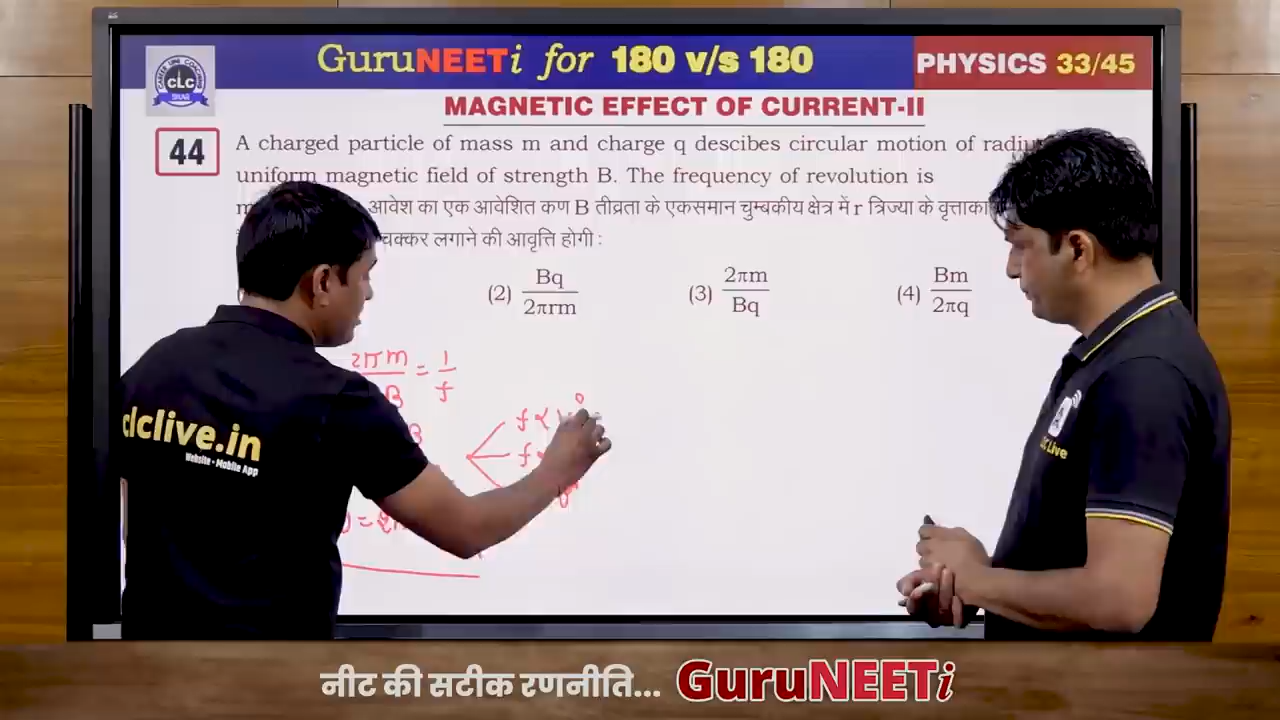 GuruNEETi for 180 v/s 180
PHYSICS 33/45
CLC
SIKAR
MAGNETIC EFFECT OF CURRENT-II
44
A charged particle of mass m and charge q descibes circular motion of
uniform magnetic field of strength B. The frequency of revolution is
आवेश का एक आवेशित कण B तीव्रता के एकसमान चुम्बकीय क्षेत्र में r त्रिज्या के
चक्कर लगाने की आवृत्ति होगी :
(2) Bq / 2πrm
(3) 2πm / Bq
(4) Bm / 2πq
2πm = 1
B f
clclive.in
Website • Mobile App
CLC Live
नीट की सटीक रणनीति... GuruNEETi